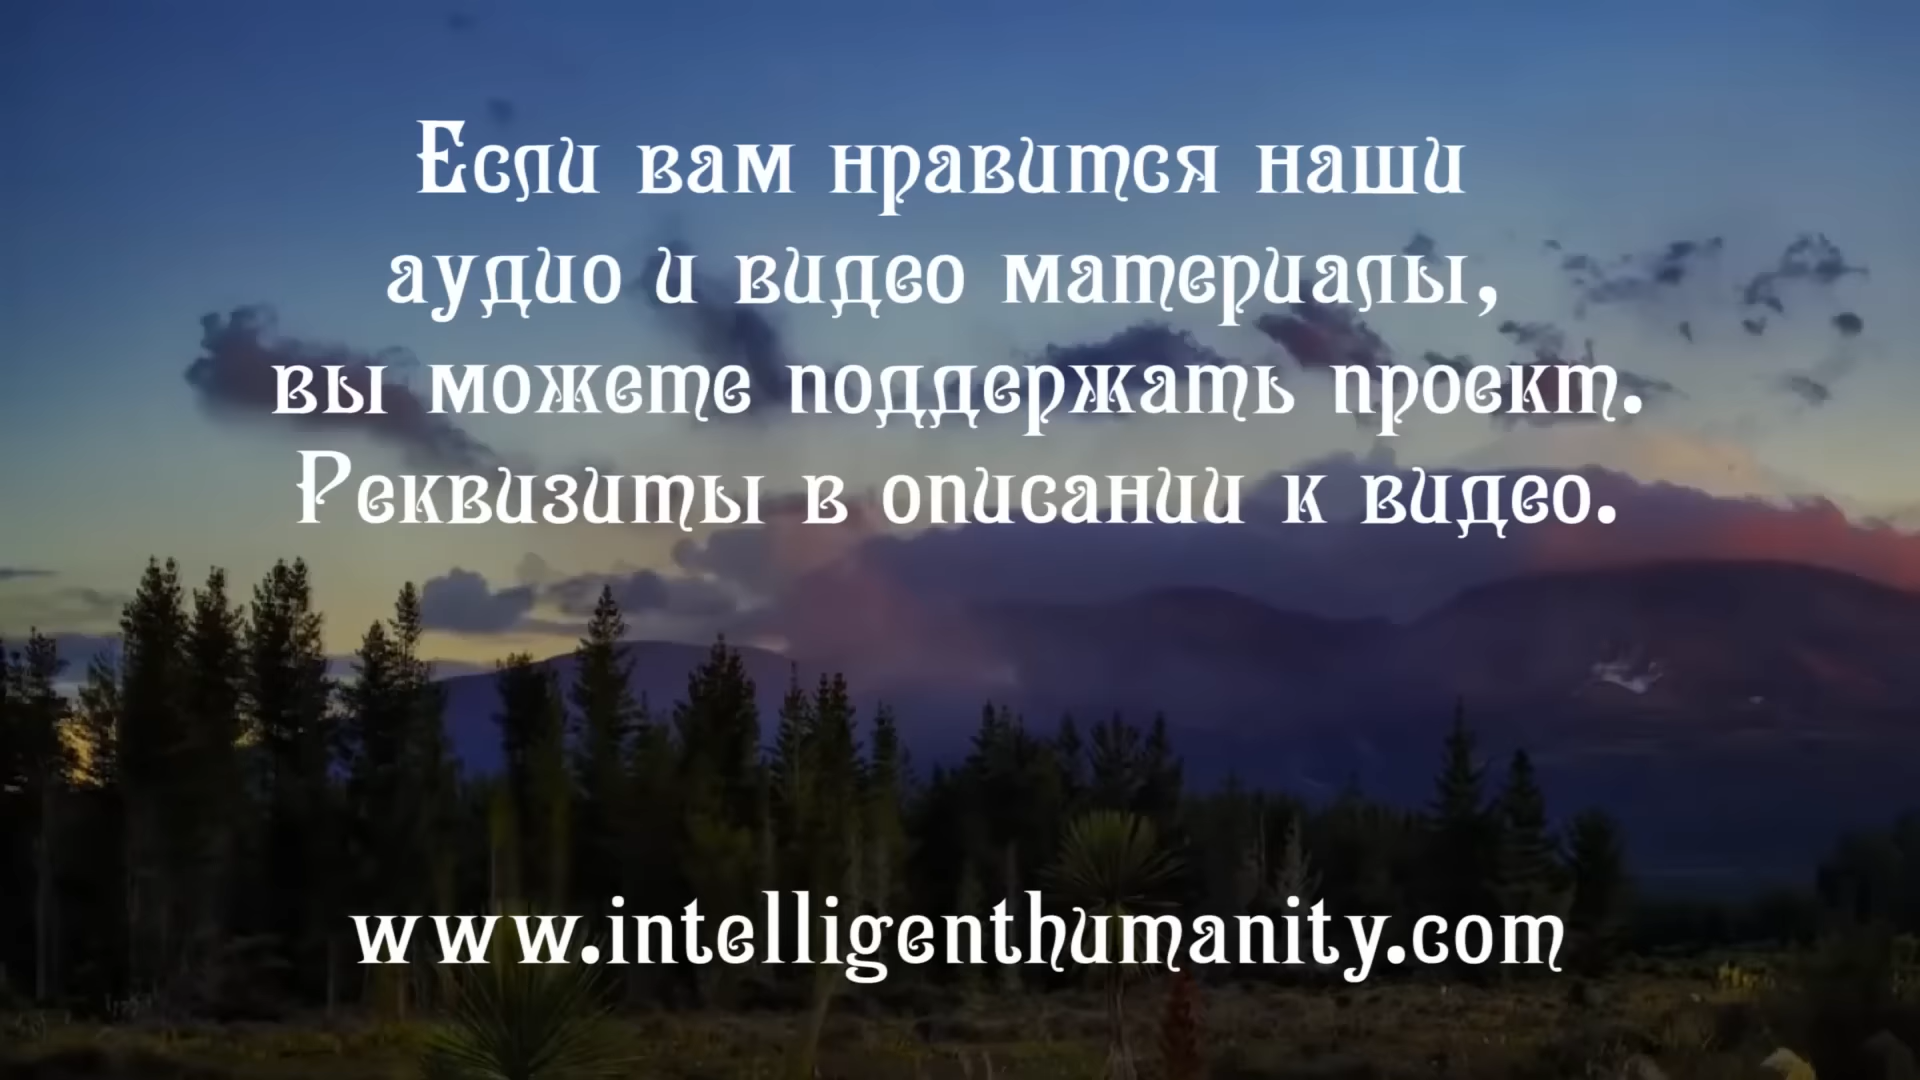 Если вам нравится наши
аудио и видео материалы,
вы можете поддержать проект.
Реквизиты в описании к видео.
www.intelligenthumanity.com